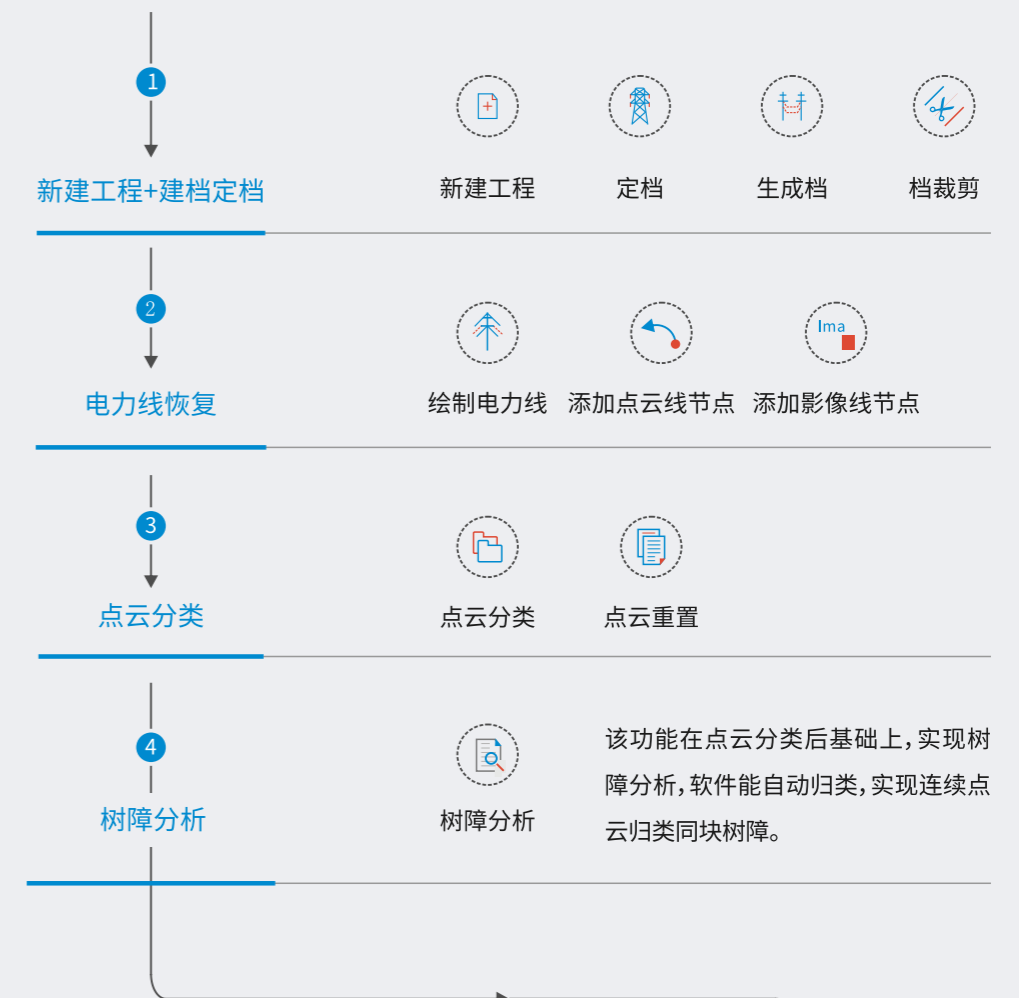 1
新建工程+建档定档
新建工程
定档
生成档
档裁剪
2
电力线恢复
Ima
绘制电力线
添加点云线节点
添加影像线节点
3
点云分类
点云分类
点云重置
4
树障分析
树障分析
该功能在点云分类后基础上,实现树
障分析,软件能自动归类,实现连续点
云归类同块树障。